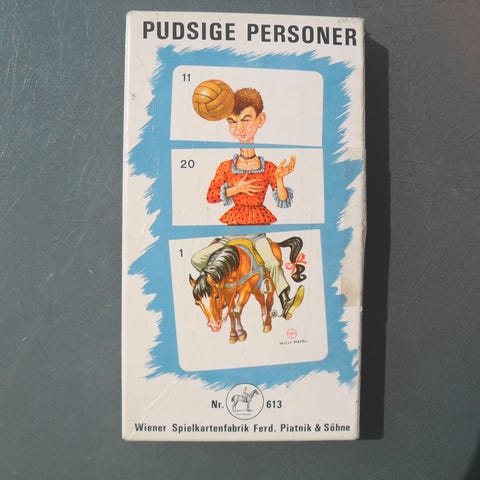 PUDSIGE PERSONER
11
20
1
WILLY MAYRL
Nr. 613
Wiener Spielkartenfabrik Ferd. Piatnik & Söhne